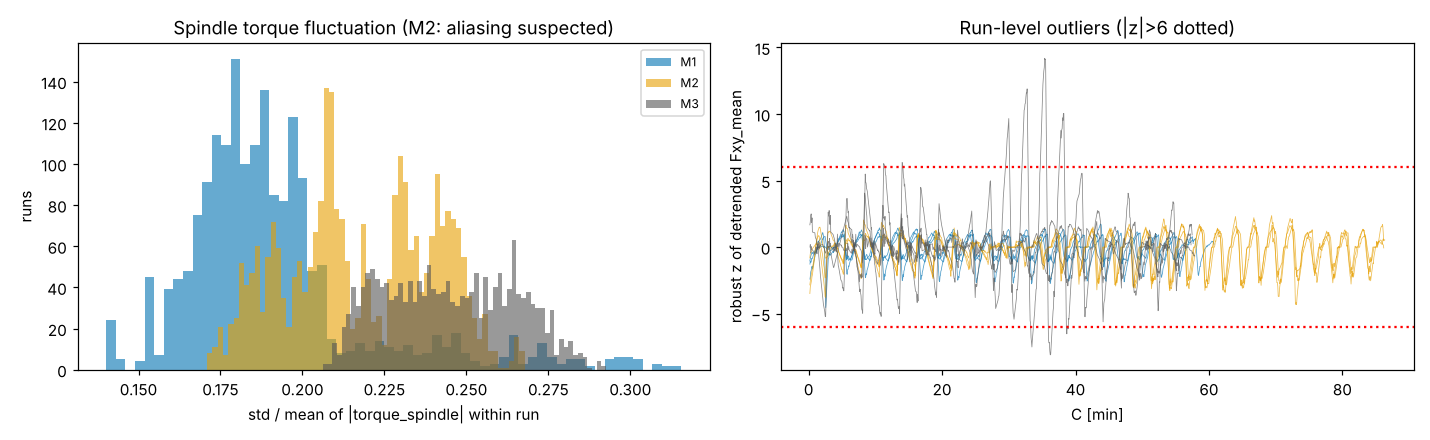 Spindle torque fluctuation (M2: aliasing suspected)
runs
140
120
100
80
60
40
20
0
0.150
0.175
0.200
0.225
0.250
0.275
0.300
std / mean of |torque_spindle| within run
M1
M2
M3
Run-level outliers (|z|>6 dotted)
robust z of detrended Fxy_mean
15
10
5
0
−5
0
20
40
60
80
C [min]